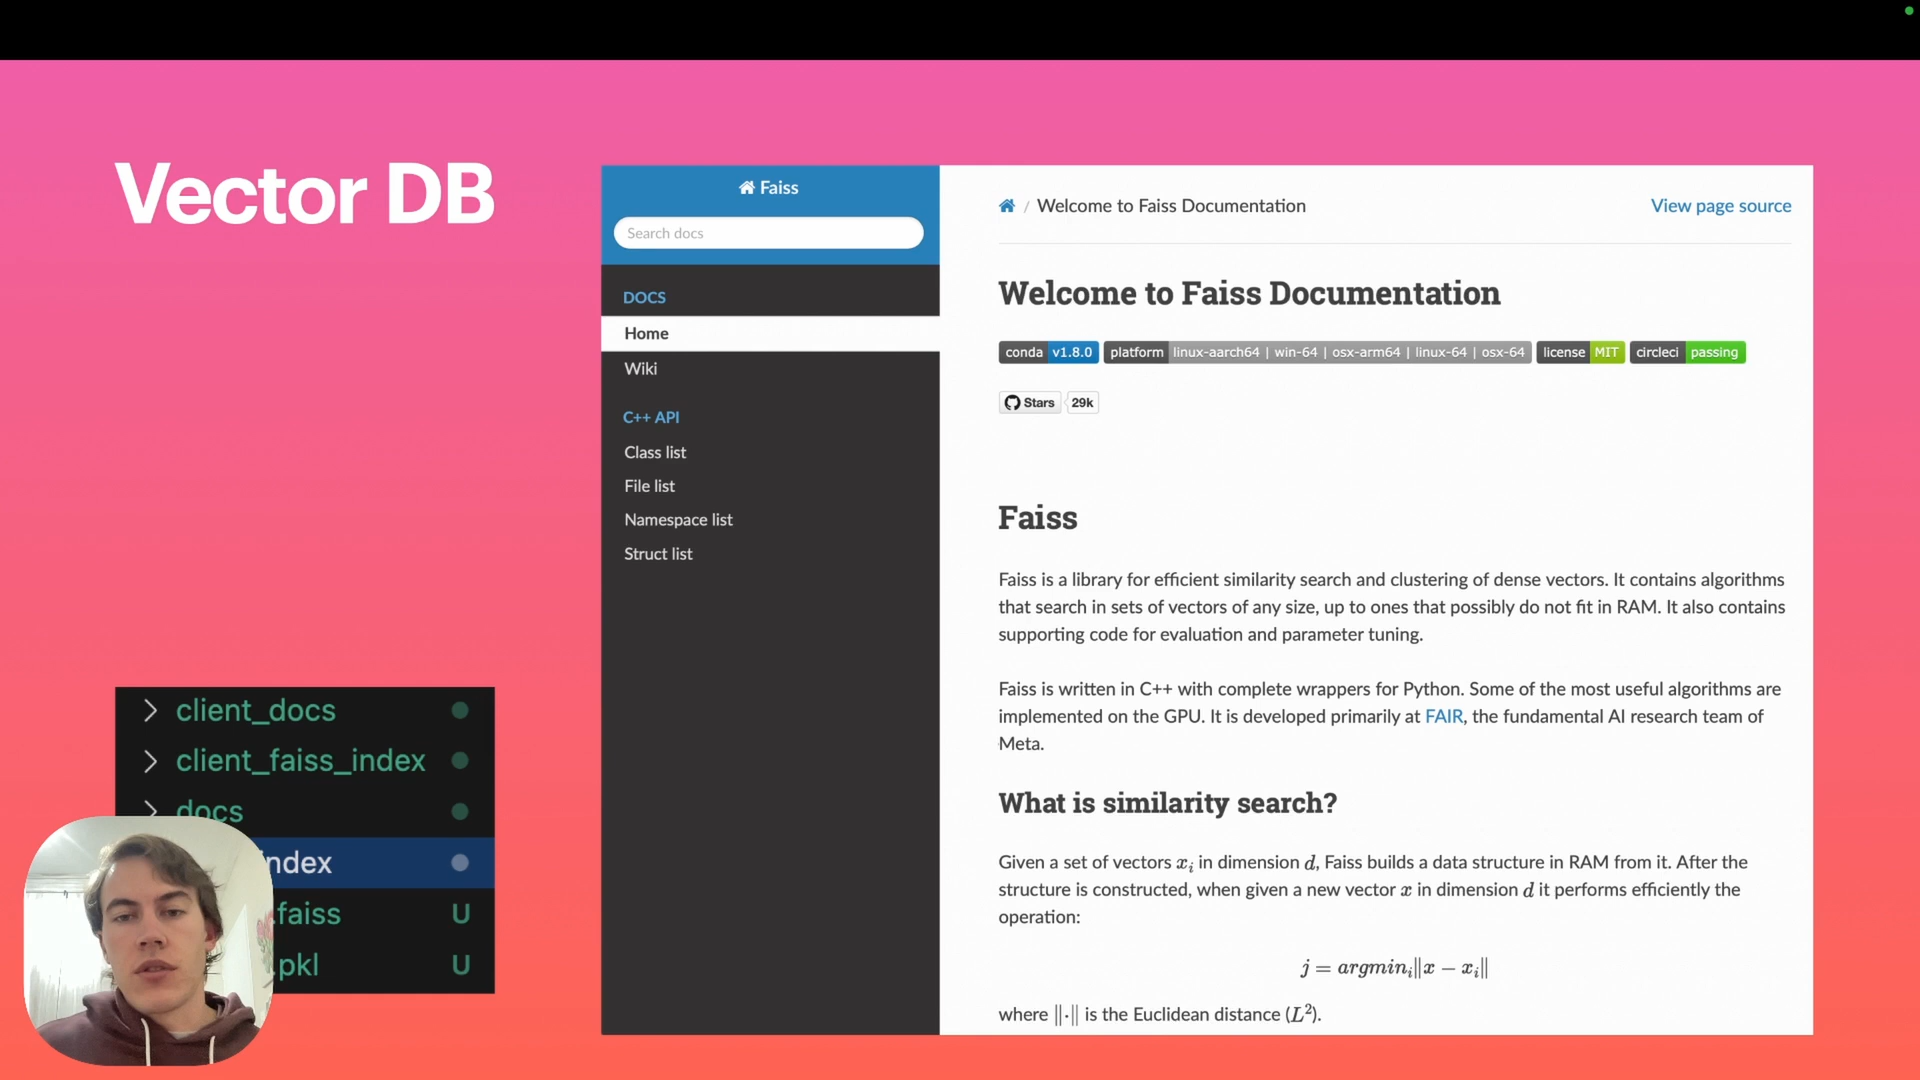 Vector DB
Faiss
Search docs
DOCS
Home
Wiki
C++ API
Class list
File list
Namespace list
Struct list
/ Welcome to Faiss Documentation
View page source
Welcome to Faiss Documentation
conda v1.8.0 platform linux-aarch64 | win-64 | osx-arm64 | linux-64 | osx-64 license MIT circleci passing
Stars 29k
Faiss
Faiss is a library for efficient similarity search and clustering of dense vectors. It contains algorithms
that search in sets of vectors of any size, up to ones that possibly do not fit in RAM. It also contains
supporting code for evaluation and parameter tuning.
Faiss is written in C++ with complete wrappers for Python. Some of the most useful algorithms are
implemented on the GPU. It is developed primarily at FAIR, the fundamental AI research team of
Meta.
What is similarity search?
Given a set of vectors xᵢ in dimension d, Faiss builds a data structure in RAM from it. After the
structure is constructed, when given a new vector x in dimension d it performs efficiently the
operation:
j = argminᵢ||x − xᵢ||
where ||·|| is the Euclidean distance (L²).
client_docs
client_faiss_index
docs
index
.faiss U
.pkl U